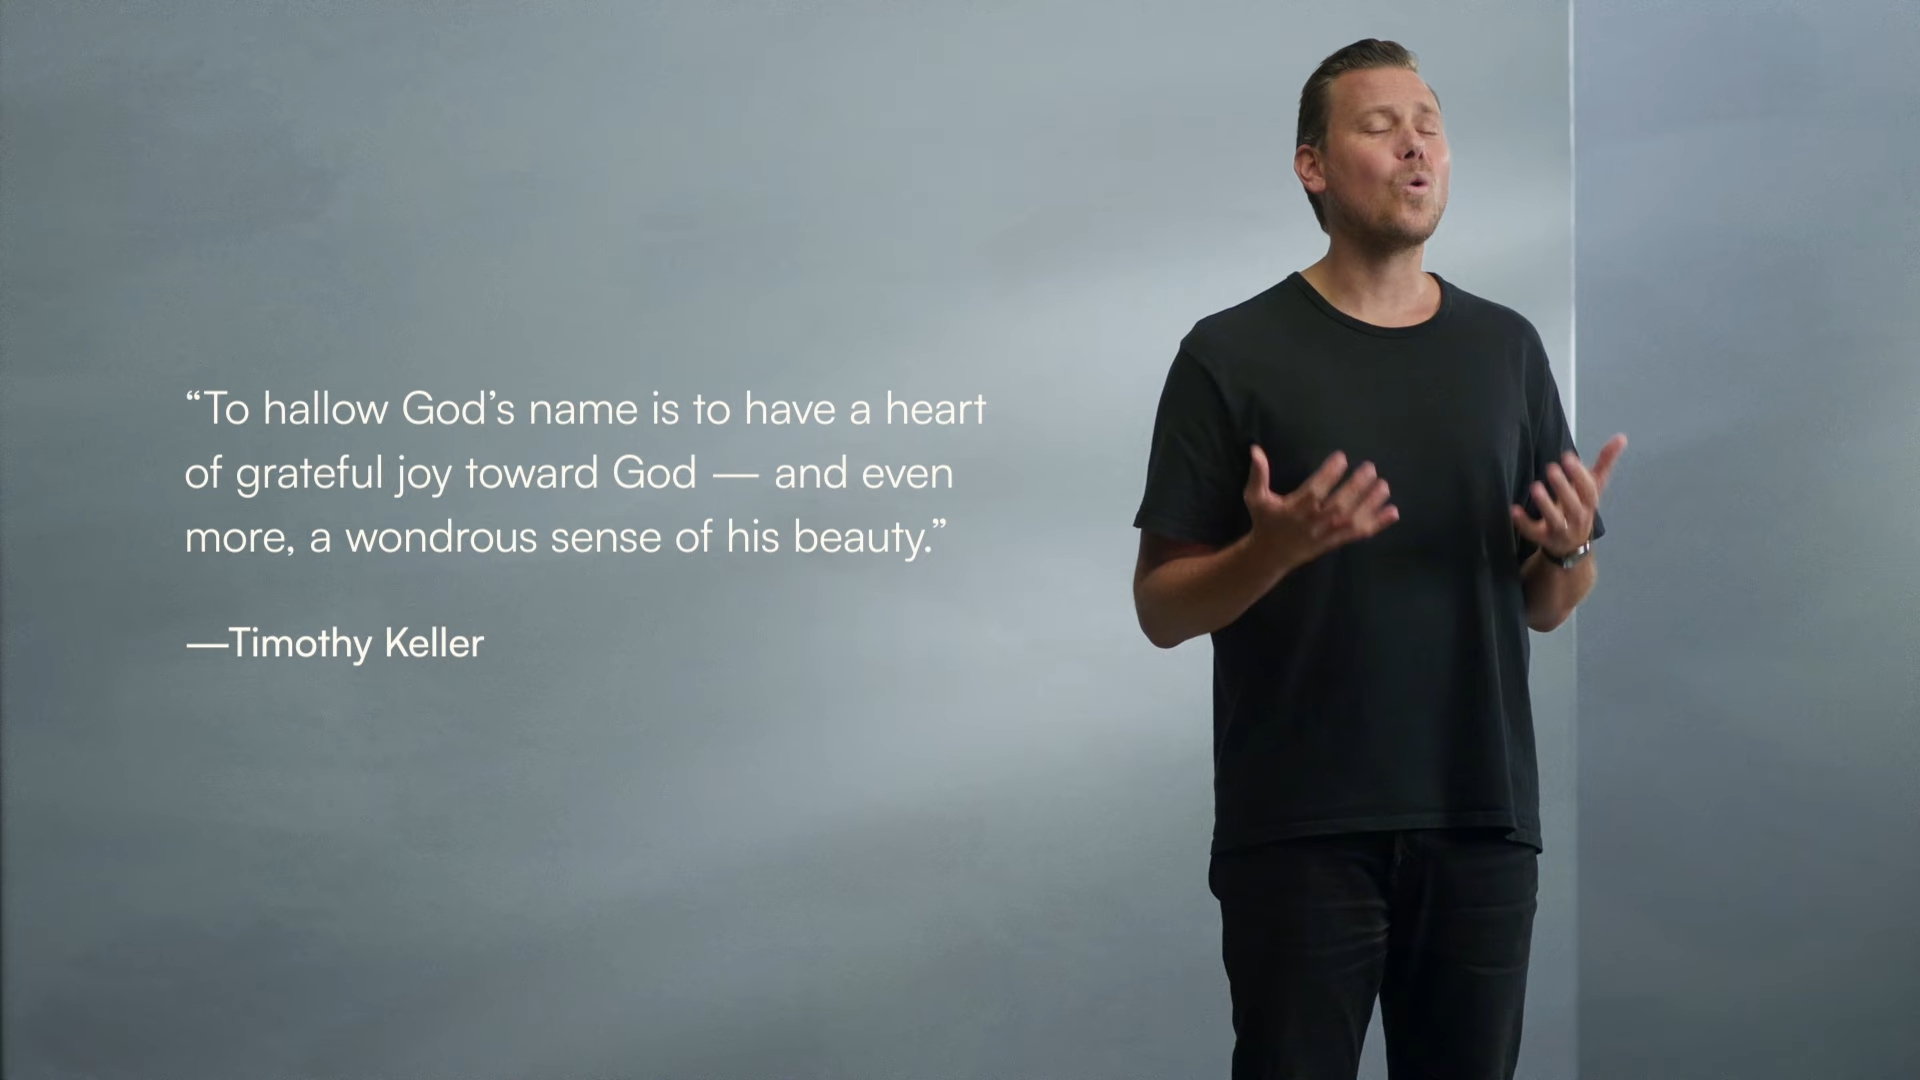 “To hallow God’s name is to have a heart
of grateful joy toward God — and even
more, a wondrous sense of his beauty.”
—Timothy Keller